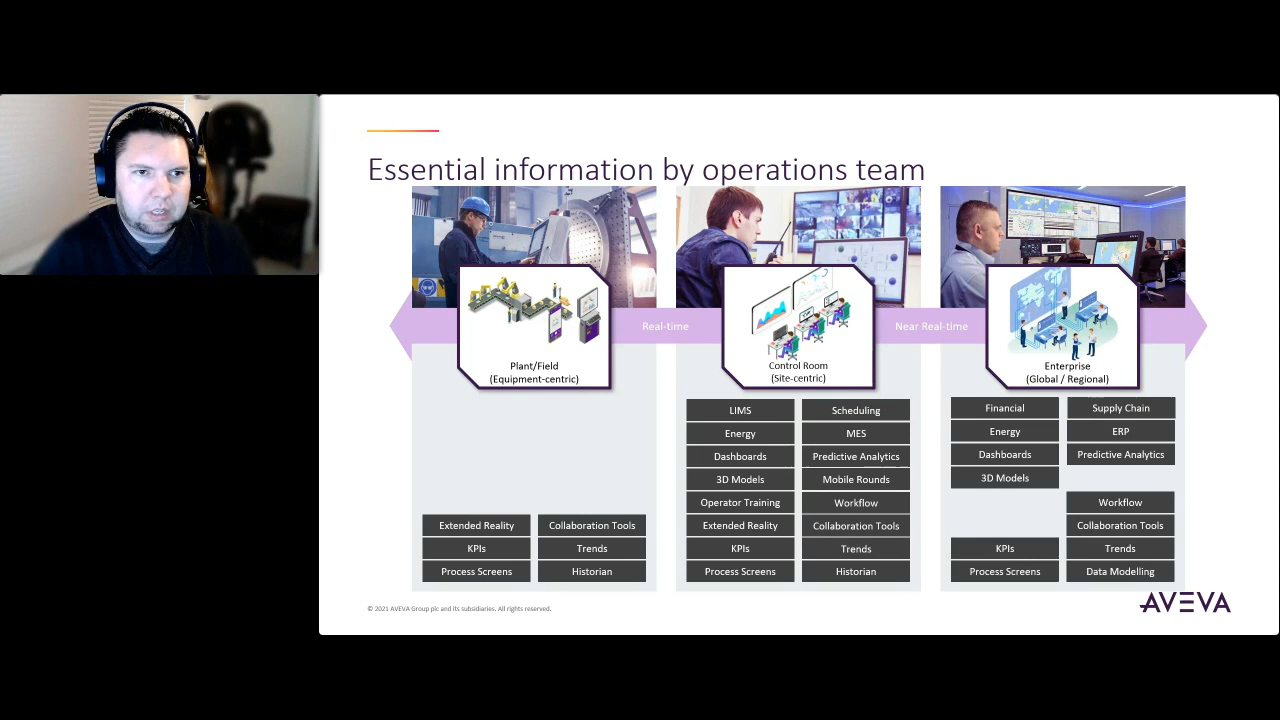 Essential information by operations team
Real-time
Near Real-time
Plant/Field
(Equipment-centric)
Extended Reality
Collaboration Tools
KPIs
Trends
Process Screens
Historian
Control Room
(Site-centric)
LIMS
Scheduling
Energy
MES
Dashboards
Predictive Analytics
3D Models
Mobile Rounds
Operator Training
Workflow
Extended Reality
Collaboration Tools
KPIs
Trends
Process Screens
Historian
Enterprise
(Global / Regional)
Financial
Supply Chain
Energy
ERP
Dashboards
Predictive Analytics
3D Models
Workflow
Collaboration Tools
KPIs
Trends
Process Screens
Data Modelling
© 2021 AVEVA Group plc and its subsidiaries. All rights reserved.
AVEVA